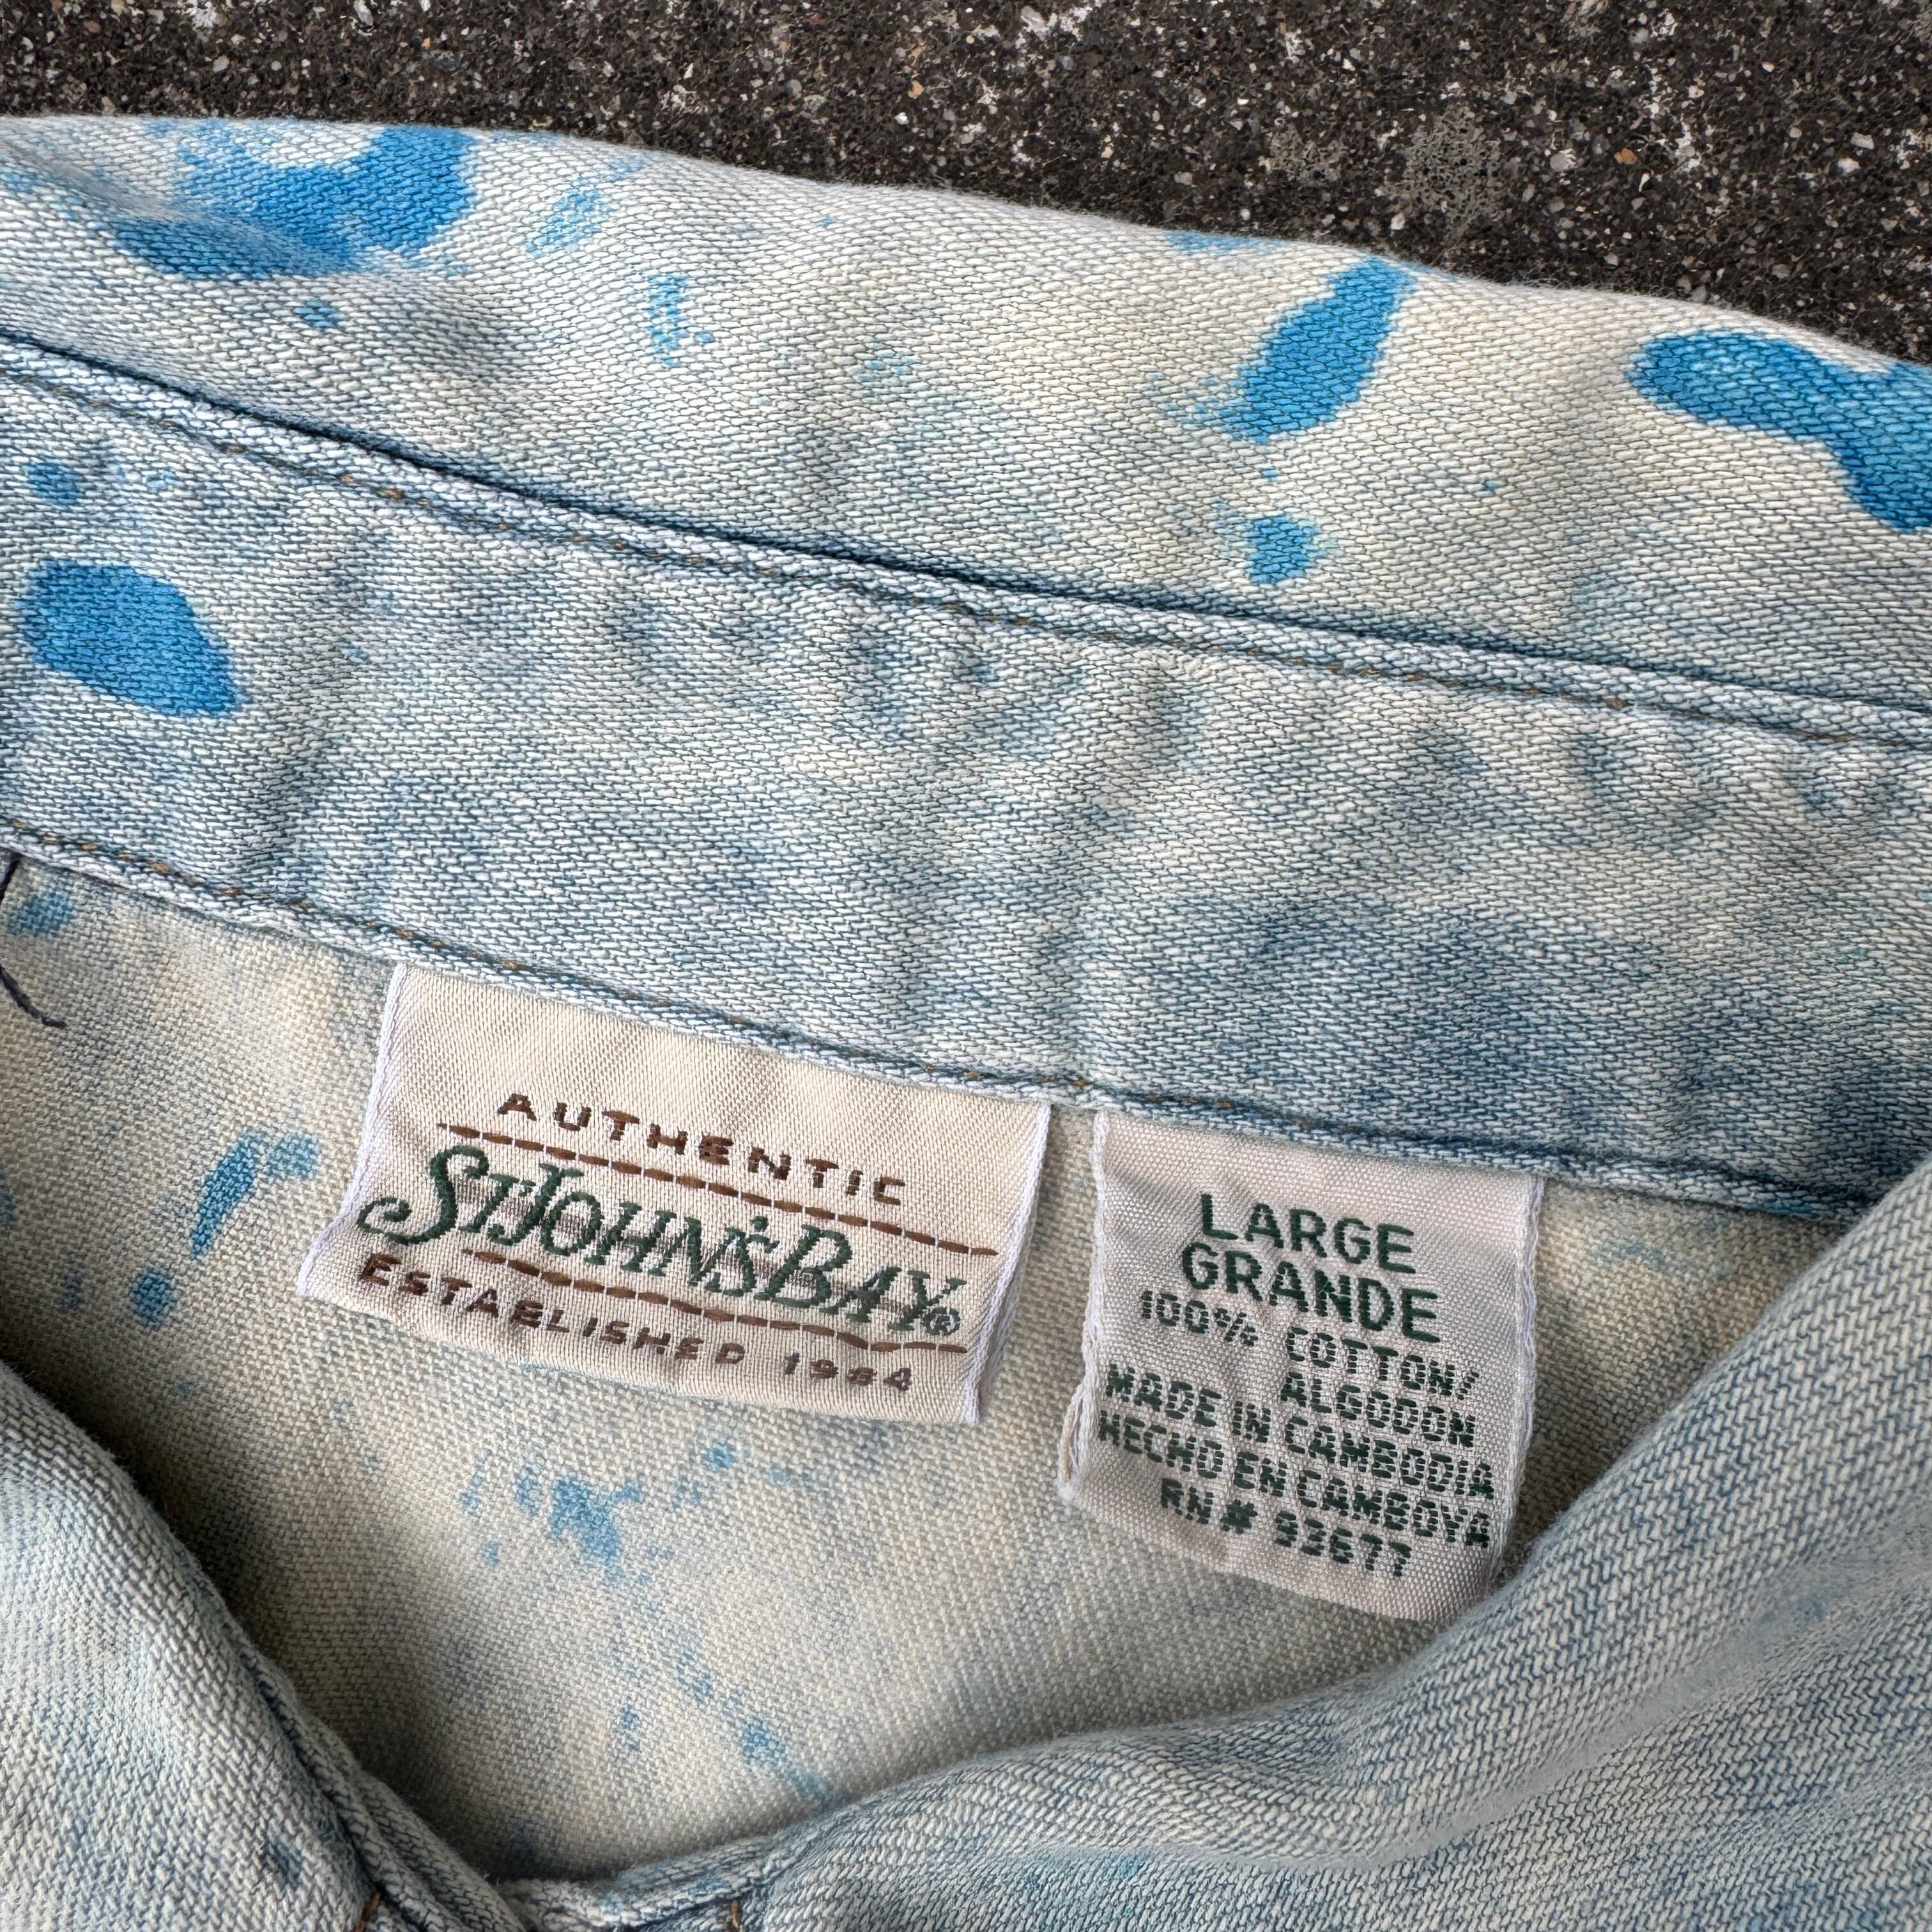 AUTHENTIC
ST. JOHN'S BAY®
ESTABLISHED 1984
LARGE
GRANDE
100% COTTON/
ALGODON
MADE IN CAMBODIA
HECHO EN CAMBOYA
RN# 93677